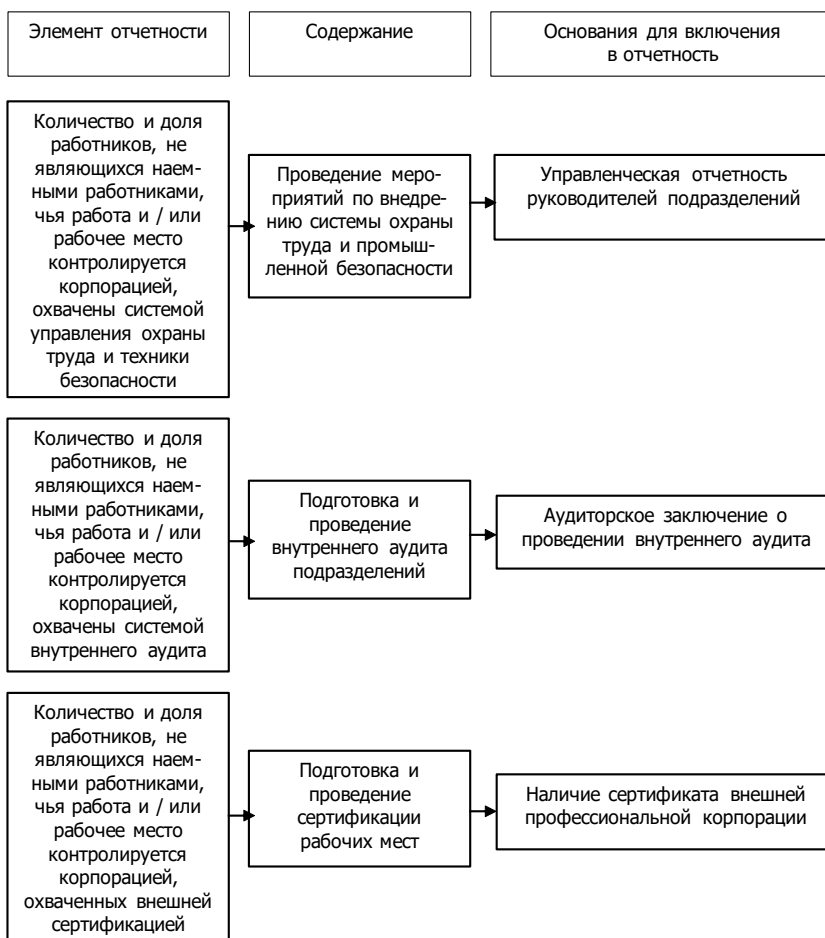 Элемент отчетности
Содержание
Основания для включения
в отчетность
Количество и доля
работников, не
являющихся наем-
ными работниками,
чья работа и / или
рабочее место
контролируется
корпорацией,
охвачены системой
управления охраны
труда и техники
безопасности
Проведение меро-
приятий по внедре-
нию системы охраны
труда и промыш-
ленной безопасности
Управленческая отчетность
руководителей подразделений
Количество и доля
работников, не
являющихся наем-
ными работниками,
чья работа и / или
рабочее место
контролируется
корпорацией,
охвачены системой
внутреннего аудита
Подготовка и
проведение
внутреннего аудита
подразделений
Аудиторское заключение о
проведении внутреннего аудита
Количество и доля
работников, не
являющихся наем-
ными работниками,
чья работа и / или
рабочее место
контролируется
корпорацией,
охваченных внешней
сертификацией
Подготовка и
проведение
сертификации
рабочих мест
Наличие сертификата внешней
профессиональной корпорации